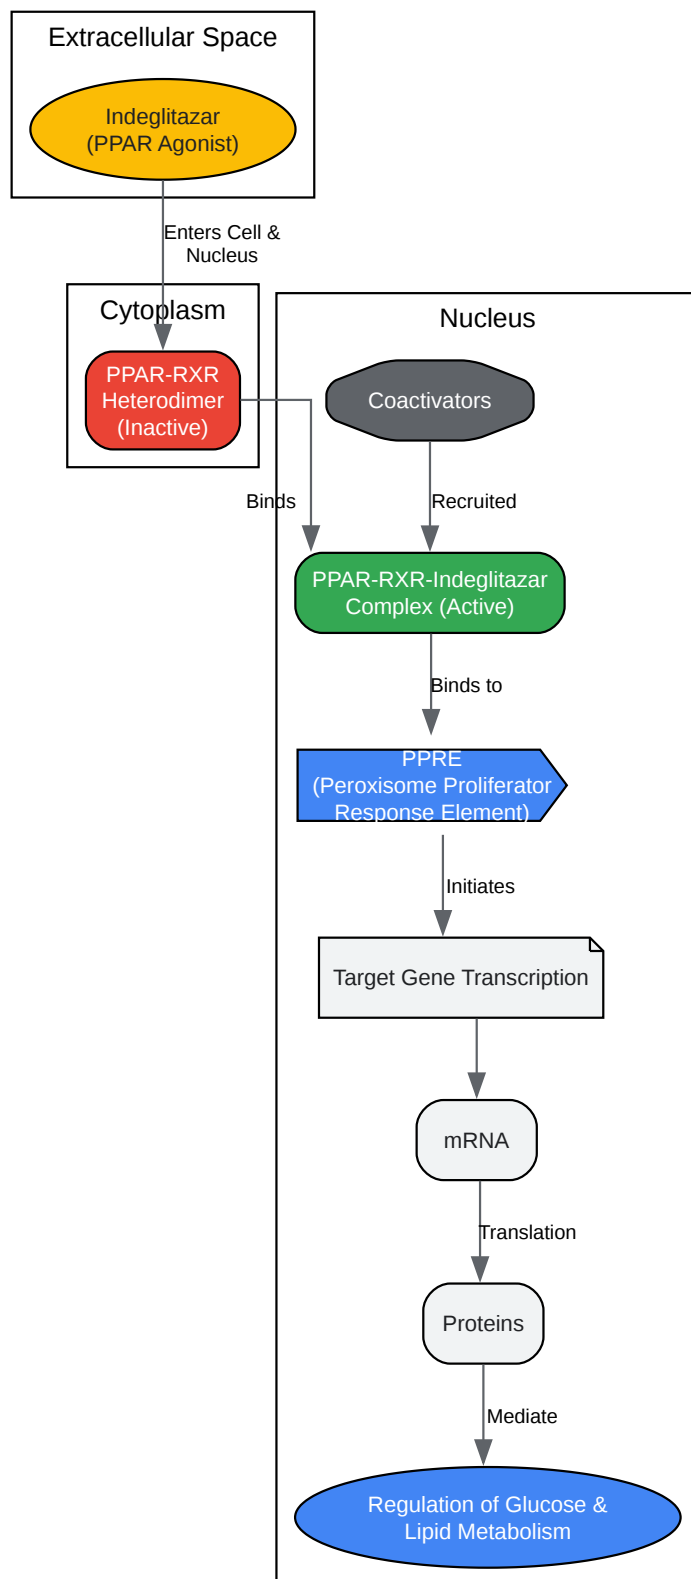 Extracellular Space
Indeglitazar
(PPAR Agonist)
Enters Cell &
Nucleus
Cytoplasm
PPAR-RXR
Heterodimer
(Inactive)
Nucleus
Coactivators
Binds
Recruited
PPAR-RXR-Indeglitazar
Complex (Active)
Binds to
PPRE
(Peroxisome Proliferator
Response Element)
Initiates
Target Gene Transcription
mRNA
Translation
Proteins
Mediate
Regulation of Glucose &
Lipid Metabolism